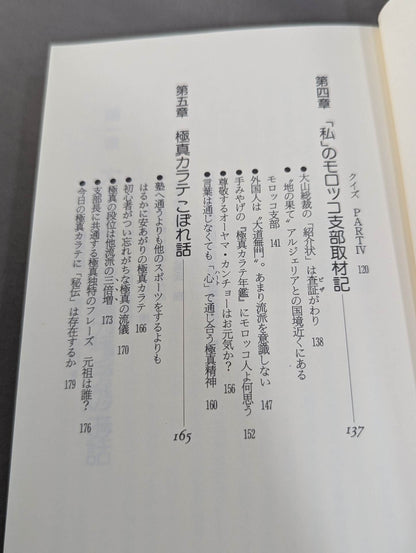 クイズ PARTⅣ 120
第四章 「私」のモロッコ支部取材記 137
●大山総裁の「紹介状」は査証がわり 138
●“地の果て”アルジェリアとの国境近くにある
モロッコ支部 141
●外国人は“大道無門”。あまり流派を意識しない 147
●手みやげの『極真カラテ年鑑』にモロッコ人よ何思う 152
●尊敬するオーヤマ・カンチョーはお元気か? 156
●言葉は通じなくても「心」で通じ合う極真精神 160
第五章 極真カラテこぼれ話 165
●塾へ通うよりも他のスポーツをするよりも
はるかに安あがりの極真カラテ 166
●初心者がつい忘れがちな極真の流儀 170
●極真の段位は他流派の三倍増 173
●支部長に共通する極真独特のフレーズ 元祖は誰? 176
●今日の極真カラテに「秘伝」は存在するか 179